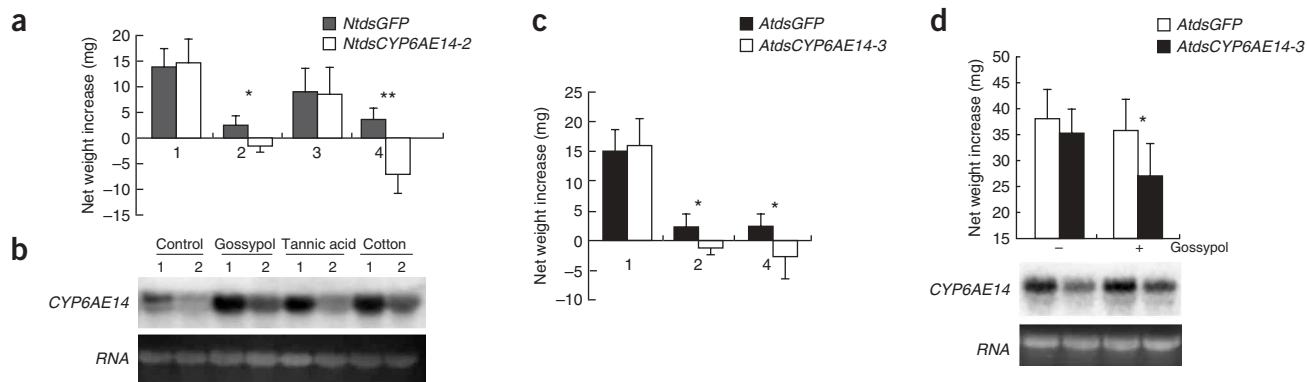 a
NtdsGFP
NtdsCYP6AE14-2
Net weight increase (mg)
20
15
10
5
0
–5
–10
–15
*
**
1
2
3
4
b
Control Gossypol Tannic acid Cotton
1 2 1 2 1 2 1 2
CYP6AE14
RNA
c
AtdsGFP
AtdsCYP6AE14-3
Net weight increase (mg)
25
20
15
10
5
0
–5
–10
*
*
1
2
4
d
AtdsGFP
AtdsCYP6AE14-3
Net weight increase (mg)
50
45
40
35
30
25
20
15
*
– + Gossypol
CYP6AE14
RNA